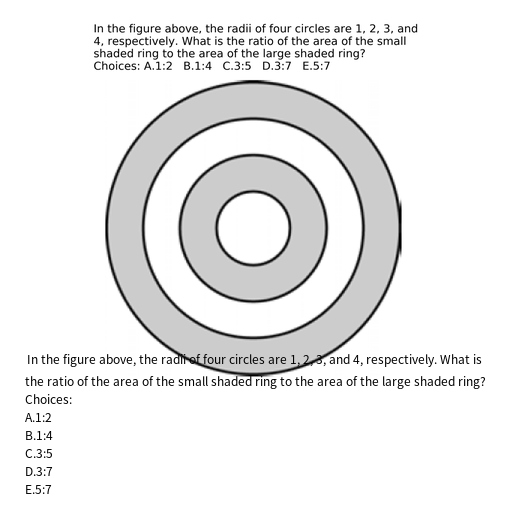 In the figure above, the radii of four circles are 1, 2, 3, and
4, respectively. What is the ratio of the area of the small
shaded ring to the area of the large shaded ring?
Choices: A.1:2 B.1:4 C.3:5 D.3:7 E.5:7
In the figure above, the radii of four circles are 1, 2, 3, and 4, respectively. What is
the ratio of the area of the small shaded ring to the area of the large shaded ring?
Choices:
A.1:2
B.1:4
C.3:5
D.3:7
E.5:7